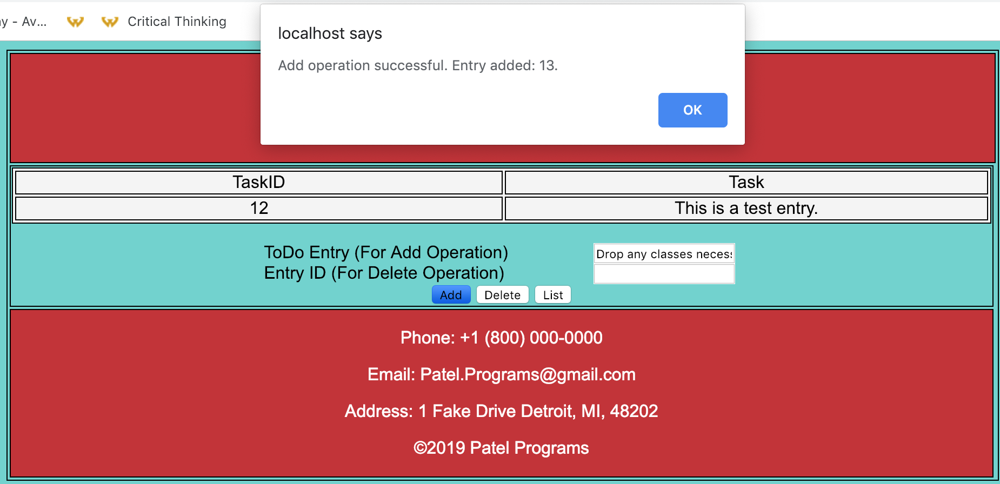 - Av...
Critical Thinking
localhost says
Add operation successful. Entry added: 13.
OK
TaskID Task
12 This is a test entry.
ToDo Entry (For Add Operation) Drop any classes
Entry ID (For Delete Operation)
Add Delete List
Phone: +1 (800) 000-0000
Email: Patel.Programs@gmail.com
Address: 1 Fake Drive Detroit, MI, 48202
©2019 Patel Programs